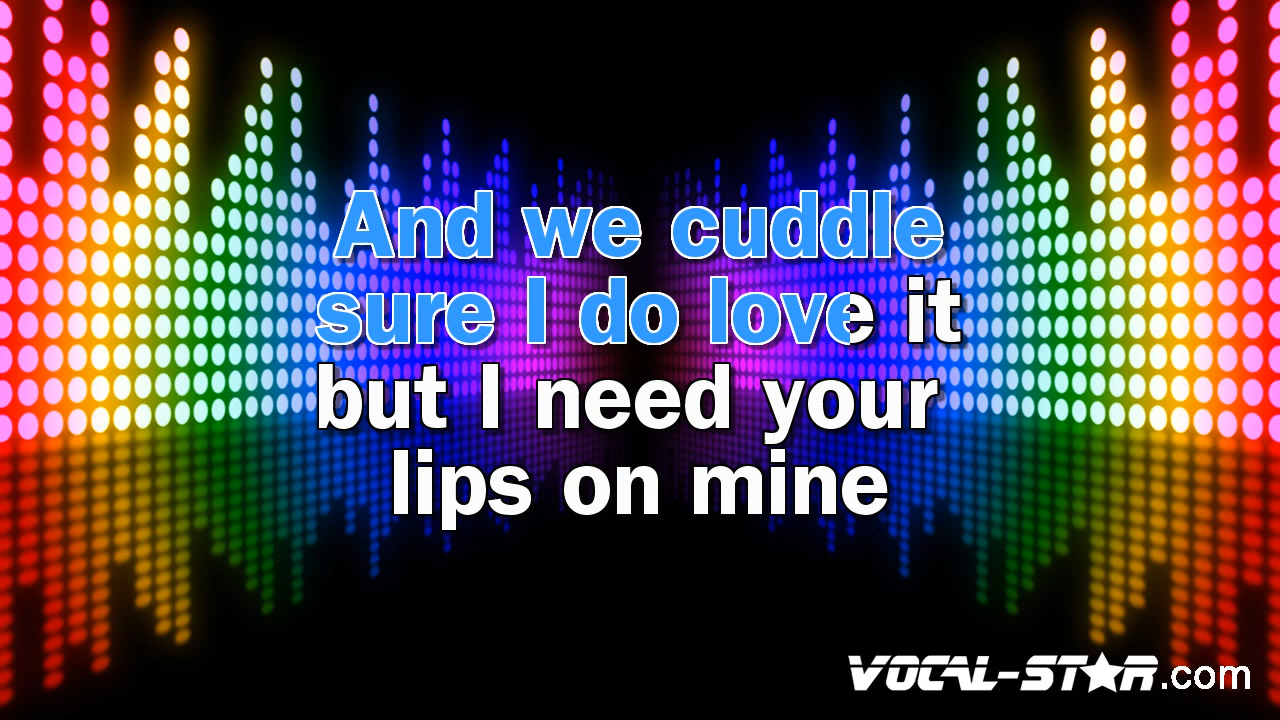 And we cuddle
sure I do love it
but I need your
lips on mine
VOCAL-STAR.com